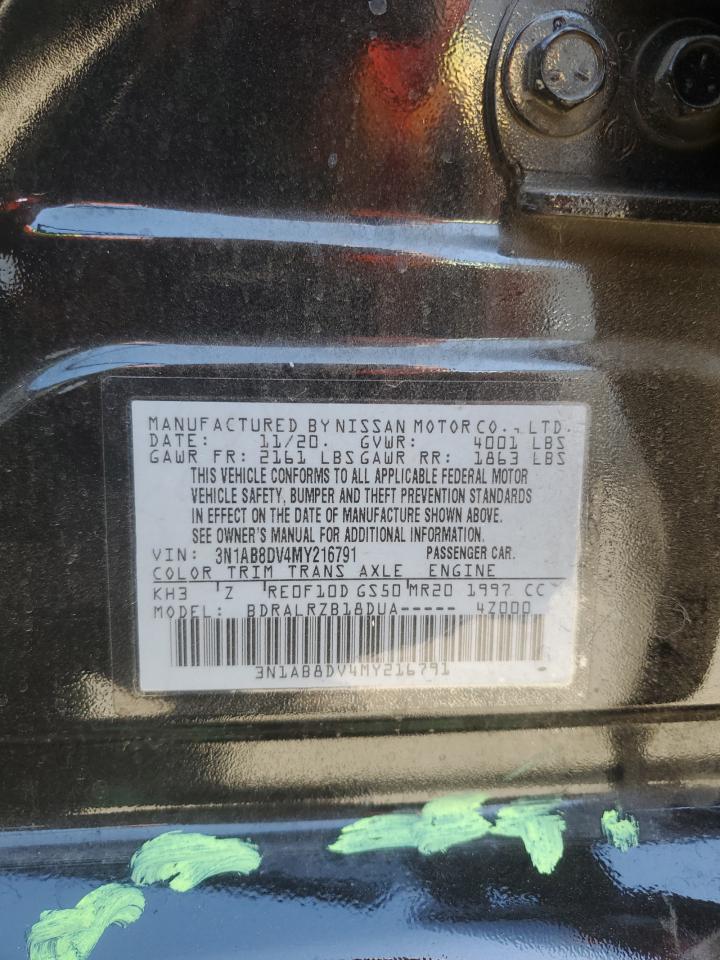 MANUFACTURED BY NISSAN MOTOR CO., LTD.
DATE: 11/20. GVWR: 4001 LBS
GAWR FR: 2161 LBS GAWR RR: 1863 LBS
THIS VEHICLE CONFORMS TO ALL APPLICABLE FEDERAL MOTOR
VEHICLE SAFETY, BUMPER AND THEFT PREVENTION STANDARDS
IN EFFECT ON THE DATE OF MANUFACTURE SHOWN ABOVE.
SEE OWNER'S MANUAL FOR ADDITIONAL INFORMATION.
VIN: 3N1AB8DV4MY216791 PASSENGER CAR.
COLOR TRIM TRANS AXLE ENGINE
KH3 Z RE0F10D GS50 MR20 1997 CC
MODEL: BDRALRZB18DUA----- 4Z000
3N1AB8DV4MY216791 -